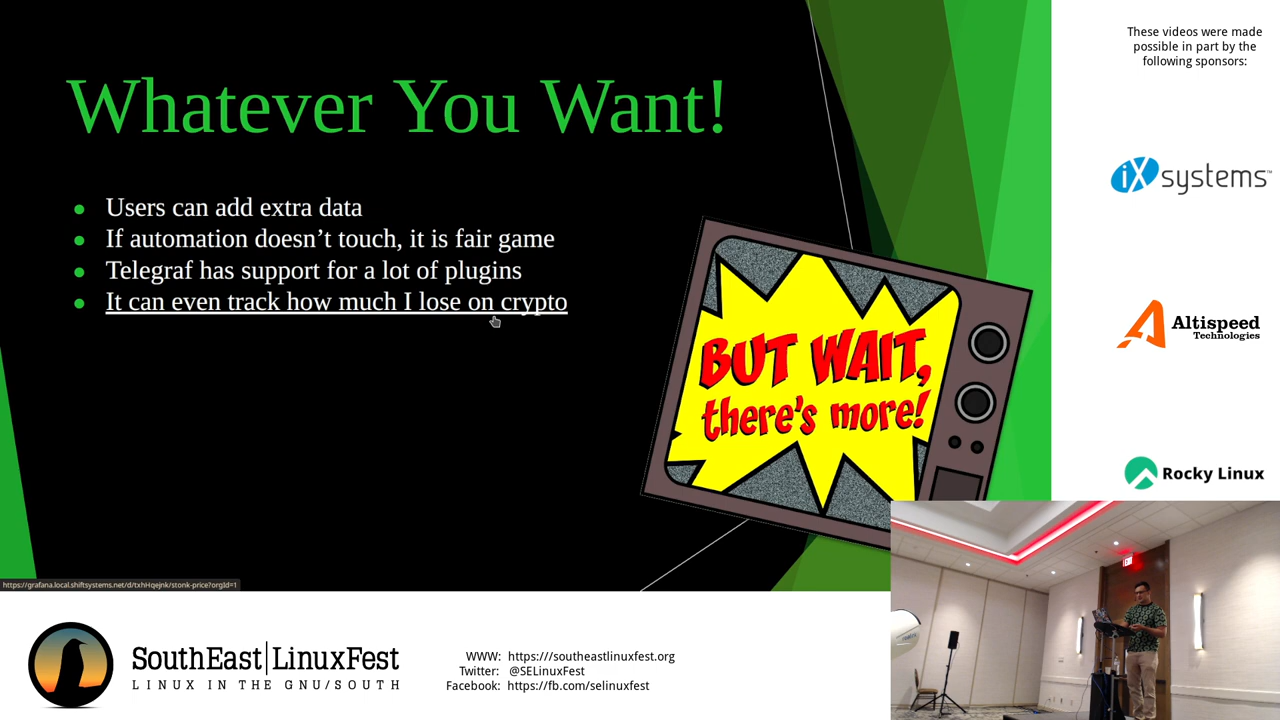 Whatever You Want!
Users can add extra data
If automation doesn't touch, it is fair game
Telegraf has support for a lot of plugins
It can even track how much I lose on crypto
BUT WAIT,
there's more!
https://grafana.local.shiftsystems.net/d/txhHqejnk/stonk-price?orgId=1
These videos were made
possible in part by the
following sponsors:
iX systems™
Altispeed
Technologies
Rocky Linux
EXIT
SouthEast LinuxFest
LINUX IN THE GNU/SOUTH
WWW: https:///southeastlinuxfest.org
Twitter: @SELinuxFest
Facebook: https://fb.com/selinuxfest